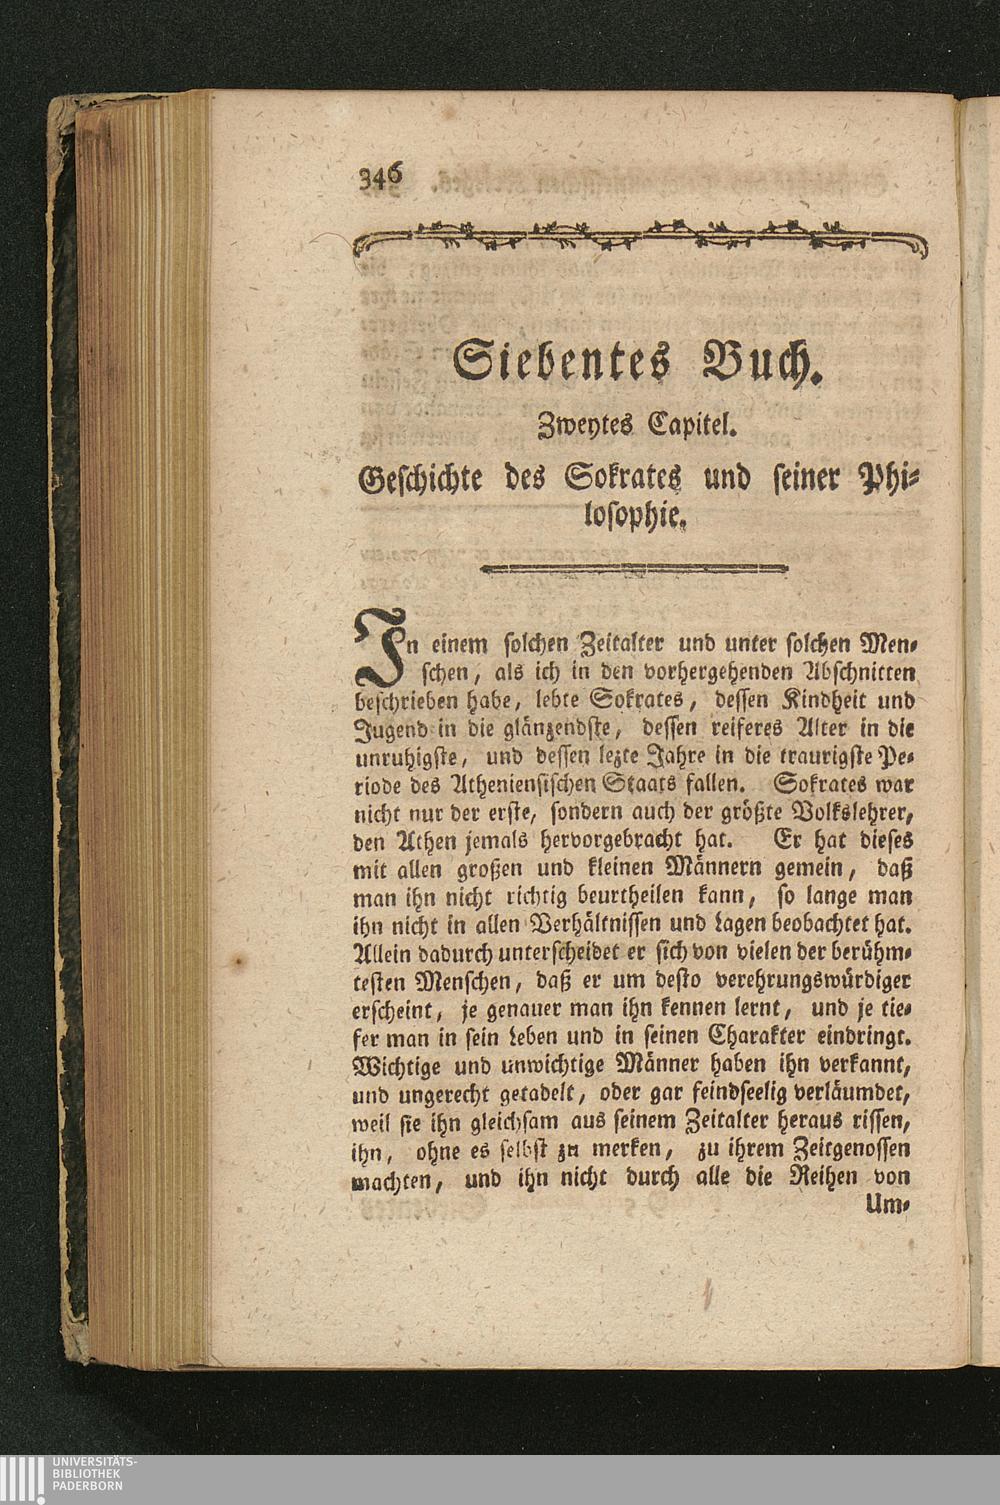 346
Siebentes Buch.
Zweytes Capitel.
Geschichte des Sokrates und seiner Phi-
losophie.
In einem solchen Zeitalter und unter solchen Men-
schen, als ich in den vorhergehenden Abschnitten
beschrieben habe, lebte Sokrates, dessen Kindheit und
Jugend in die glänzendste, dessen reiferes Alter in die
unruhigste, und dessen lezte Jahre in die traurigste Pe-
riode des Atheniensischen Staats fallen. Sokrates war
nicht nur der erste, sondern auch der größte Volkslehrer,
den Athen jemals hervorgebracht hat. Er hat dieses
mit allen großen und kleinen Männern gemein, daß
man ihn nicht richtig beurtheilen kann, so lange man
ihn nicht in allen Verhältnissen und Lagen beobachtet hat.
Allein dadurch unterscheidet er sich von vielen der berühm-
testen Menschen, daß er um desto verehrungswürdiger
erscheint, je genauer man ihn kennen lernt, und je tie-
fer man in sein Leben und in seinen Charakter eindringt.
Wichtige und unwichtige Männer haben ihn verkannt,
und ungerecht getadelt, oder gar feindseelig verläumdet,
weil sie ihn gleichsam aus seinem Zeitalter heraus rissen,
ihn, ohne es selbst zu merken, zu ihrem Zeitgenossen
machten, und ihn nicht durch alle die Reihen von
Um-
UNIVERSITÄTS-
BIBLIOTHEK
PADERBORN